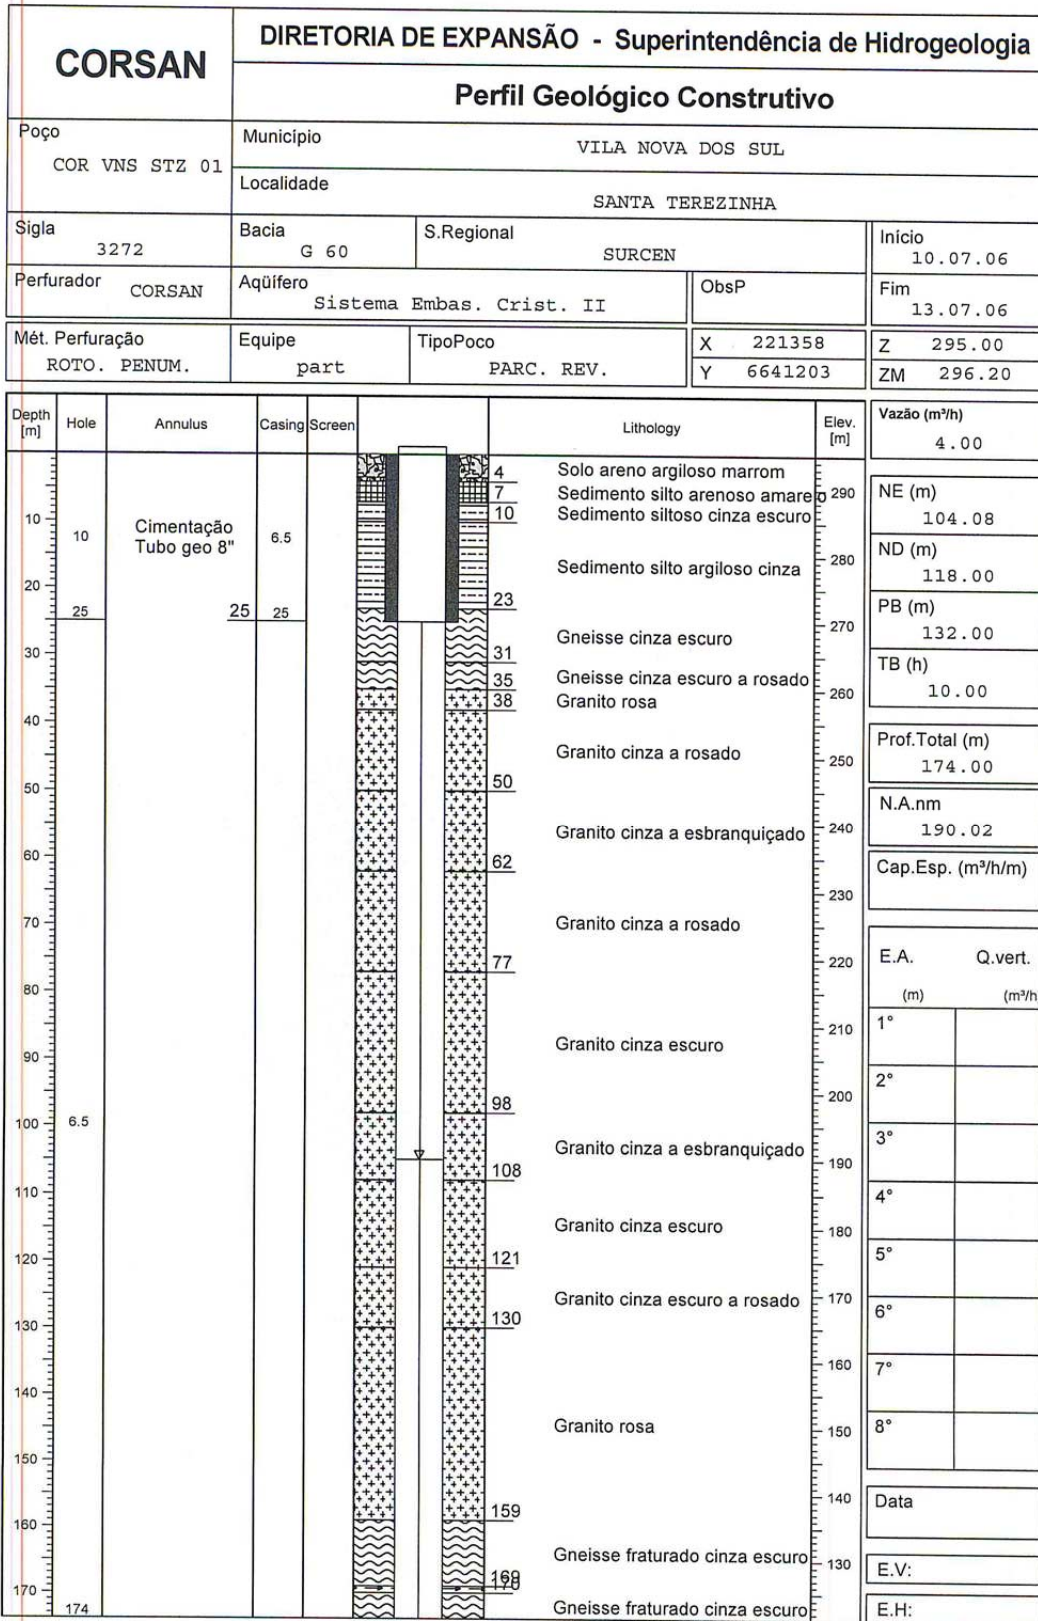 CORSAN
DIRETORIA DE EXPANSÃO - Superintendência de Hidrogeologia
Perfil Geológico Construtivo
Poço
COR VNS STZ 01
Município
VILA NOVA DOS SUL
Localidade
SANTA TEREZINHA
Sigla
3272
Bacia
G 60
S.Regional
SURCEN
Início
10.07.06
Perfurador
CORSAN
Aqüífero
Sistema Embas. Crist. II
ObsP
Fim
13.07.06
Mét. Perfuração
ROTO. PENUM.
Equipe
part
TipoPoco
PARC. REV.
X 221358
Y 6641203
Z 295.00
ZM 296.20
Depth [m]
Hole
Annulus
Casing
Screen
Lithology
Elev. [m]
Vazão (m³/h)
4.00
4 Solo areno argiloso marrom
7 Sedimento silto arenoso amarelo
290
NE (m)
104.08
10
10 Sedimento siltoso cinza escuro
10
Cimentação
Tubo geo 8"
6.5
280
ND (m)
118.00
Sedimento silto argiloso cinza
20
23
25
25
25
270
PB (m)
132.00
Gneisse cinza escuro
30
31
35 Gneisse cinza escuro a rosado
38 Granito rosa
260
TB (h)
10.00
40
Granito cinza a rosado
250
Prof.Total (m)
174.00
50
50
Granito cinza a esbranquiçado
240
N.A.nm
190.02
60
62
Cap.Esp. (m³/h/m)
230
70
Granito cinza a rosado
77
220
E.A. Q.vert.
(m) (m³/h
80
1°
210
90
Granito cinza escuro
2°
98
200
100
6.5
3°
Granito cinza a esbranquiçado
108
190
110
4°
Granito cinza escuro
180
120
121
5°
Granito cinza escuro a rosado
170
130
130
6°
160
140
7°
Granito rosa
150
150
8°
159
140
Data
160
Gneisse fraturado cinza escuro
130
E.V:
169
170
170
174
Gneisse fraturado cinza escuro
E.H: